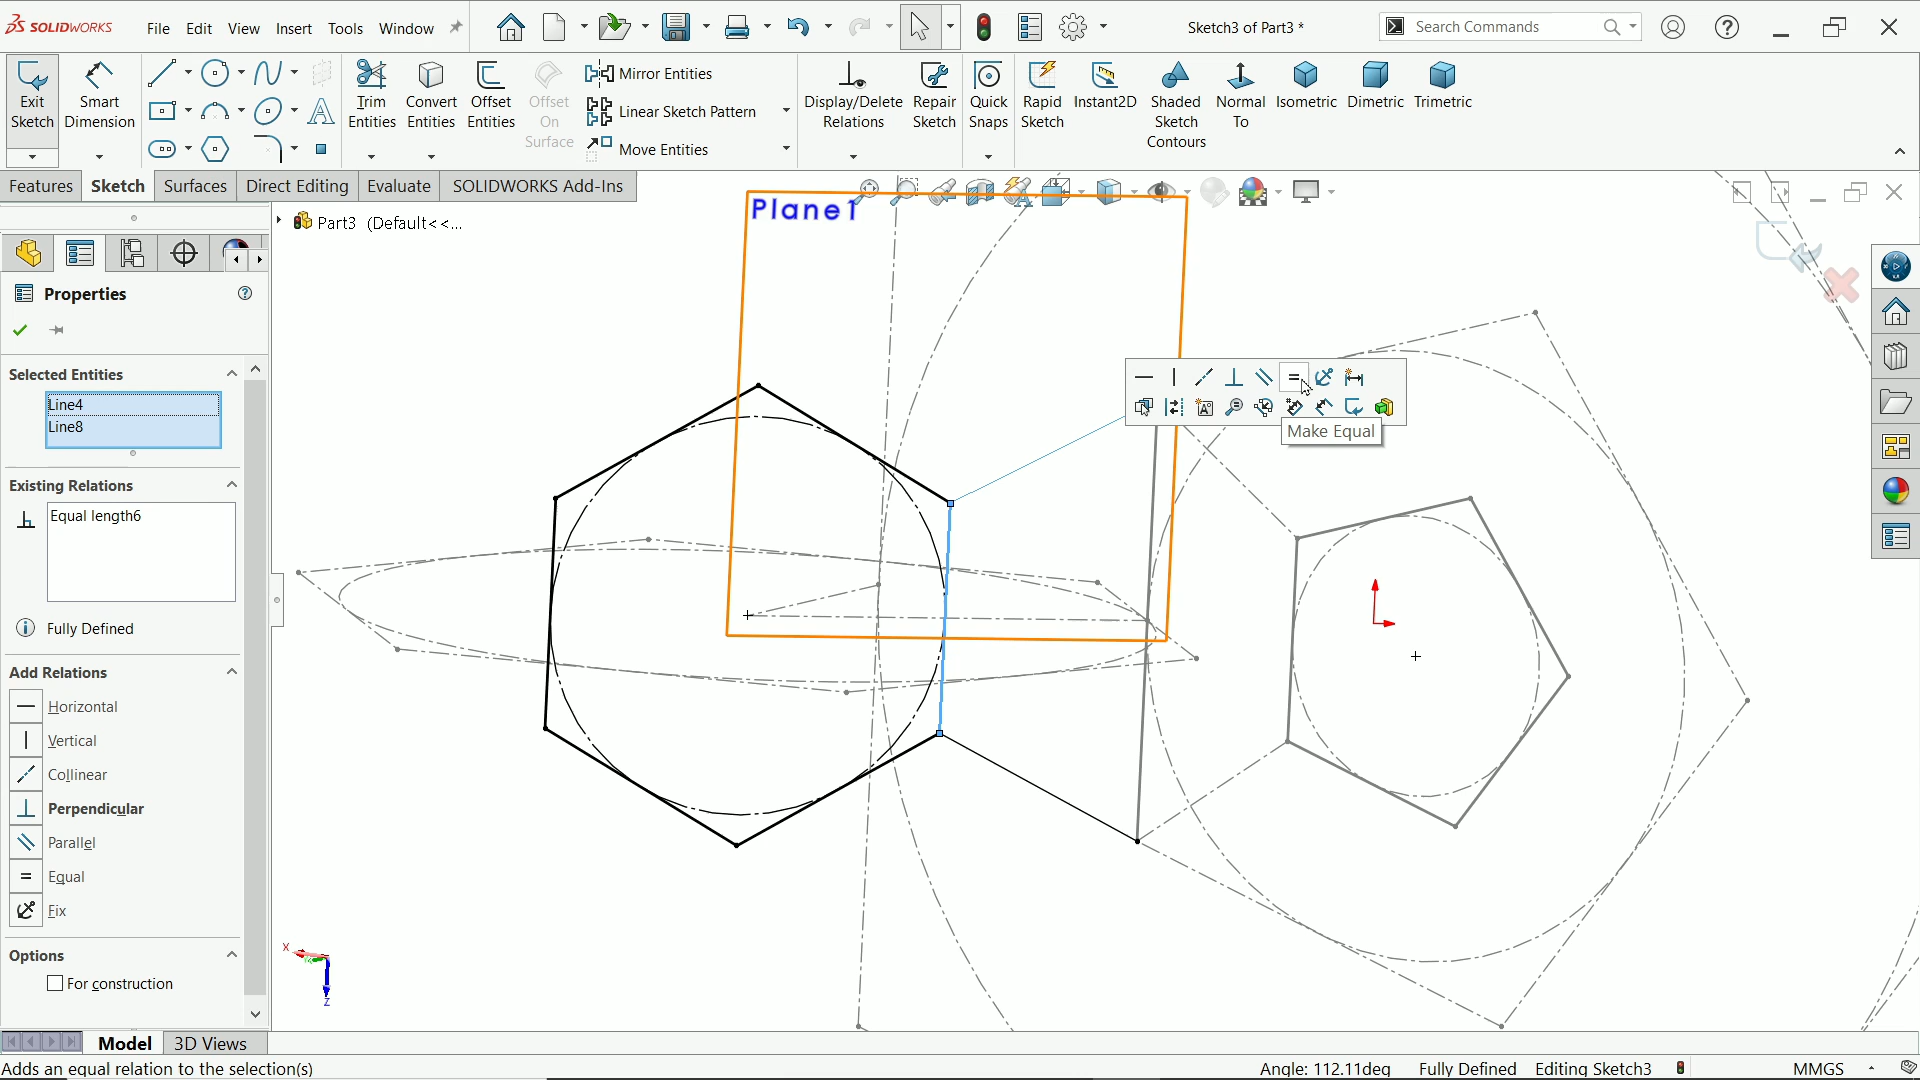 SOLIDWORKS
File Edit View Insert Tools Window
Sketch3 of Part3 *
Search Commands
Exit Sketch
Smart Dimension
Trim Entities
Convert Entities
Offset Entities
Offset On Surface
Mirror Entities
Linear Sketch Pattern
Move Entities
Display/Delete Relations
Repair Sketch
Quick Snaps
Rapid Sketch
Instant2D
Shaded Sketch Contours
Normal To
Isometric
Dimetric
Trimetric
Features Sketch Surfaces Direct Editing Evaluate SOLIDWORKS Add-Ins
Part3 (Default<<...
Plane1
Properties
Selected Entities
Line4
Line8
Existing Relations
Equal length6
Fully Defined
Add Relations
Horizontal
Vertical
Collinear
Perpendicular
Parallel
Equal
Fix
Options
For construction
Make Equal
X
Z
Model 3D Views
Adds an equal relation to the selection(s)
Angle: 112.11deg Fully Defined Editing Sketch3 MMGS